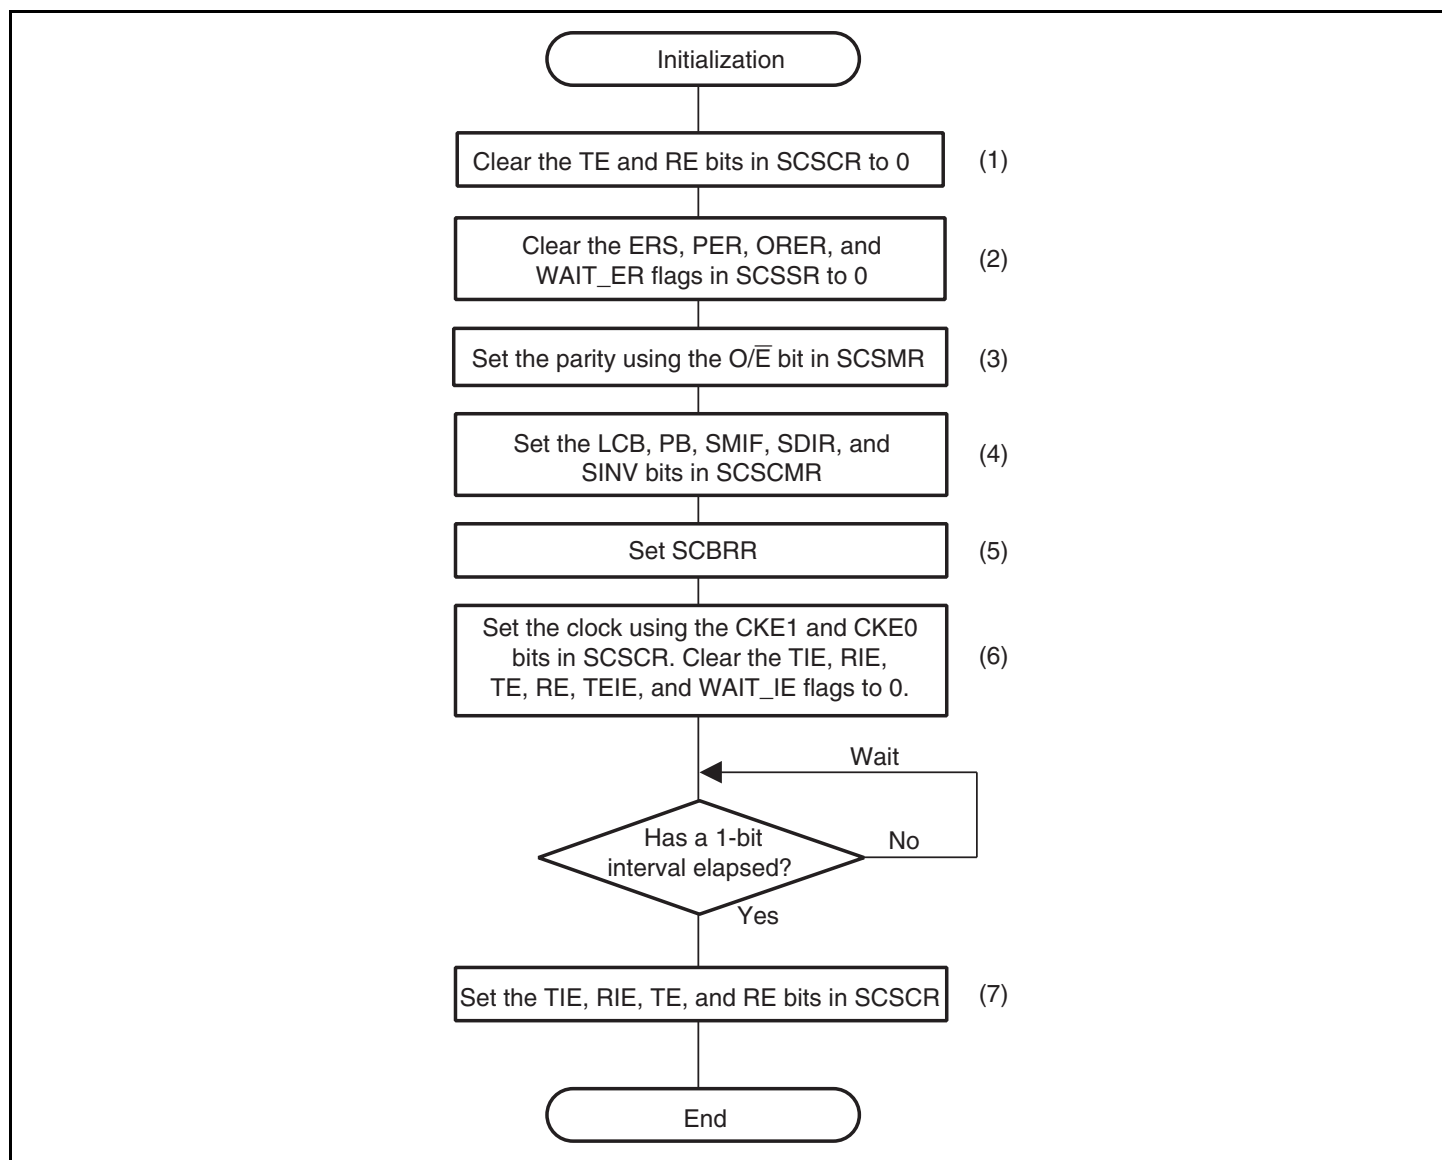 Initialization
Clear the TE and RE bits in SCSCR to 0 (1)
Clear the ERS, PER, ORER, and
WAIT_ER flags in SCSSR to 0
(2)
Set the parity using the O/E̅ bit in SCSMR (3)
Set the LCB, PB, SMIF, SDIR, and
SINV bits in SCSCMR
(4)
Set SCBRR (5)
Set the clock using the CKE1 and CKE0
bits in SCSCR. Clear the TIE, RIE,
TE, RE, TEIE, and WAIT_IE flags to 0.
(6)
Wait
Has a 1-bit
interval elapsed?
No
Yes
Set the TIE, RIE, TE, and RE bits in SCSCR (7)
End